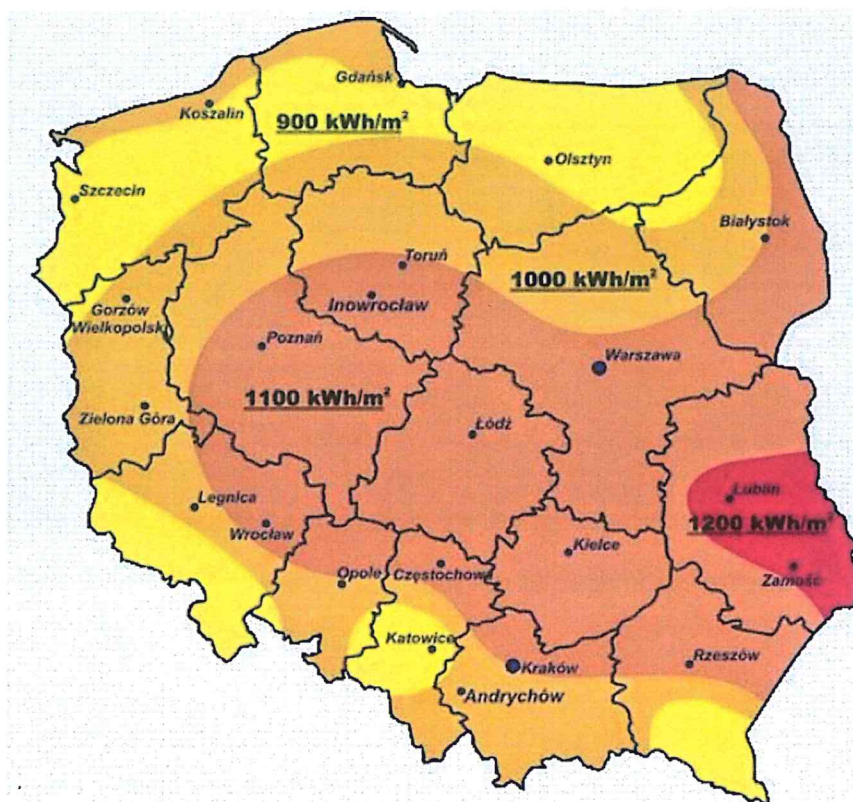 Gdańsk
Koszalin
900 kWh/m²
Olsztyn
Szczecin
Białystok
Toruń
1000 kWh/m²
Inowrocław
Gorzów
Wielkopolski
Poznań
Warszawa
1100 kWh/m²
Zielona Góra
Łódź
Legnica
Lublin
Wrocław
1200 kWh/m²
Kielce
Opole
Częstochowa
Zamość
Katowice
Kraków
Rzeszów
Andrychów